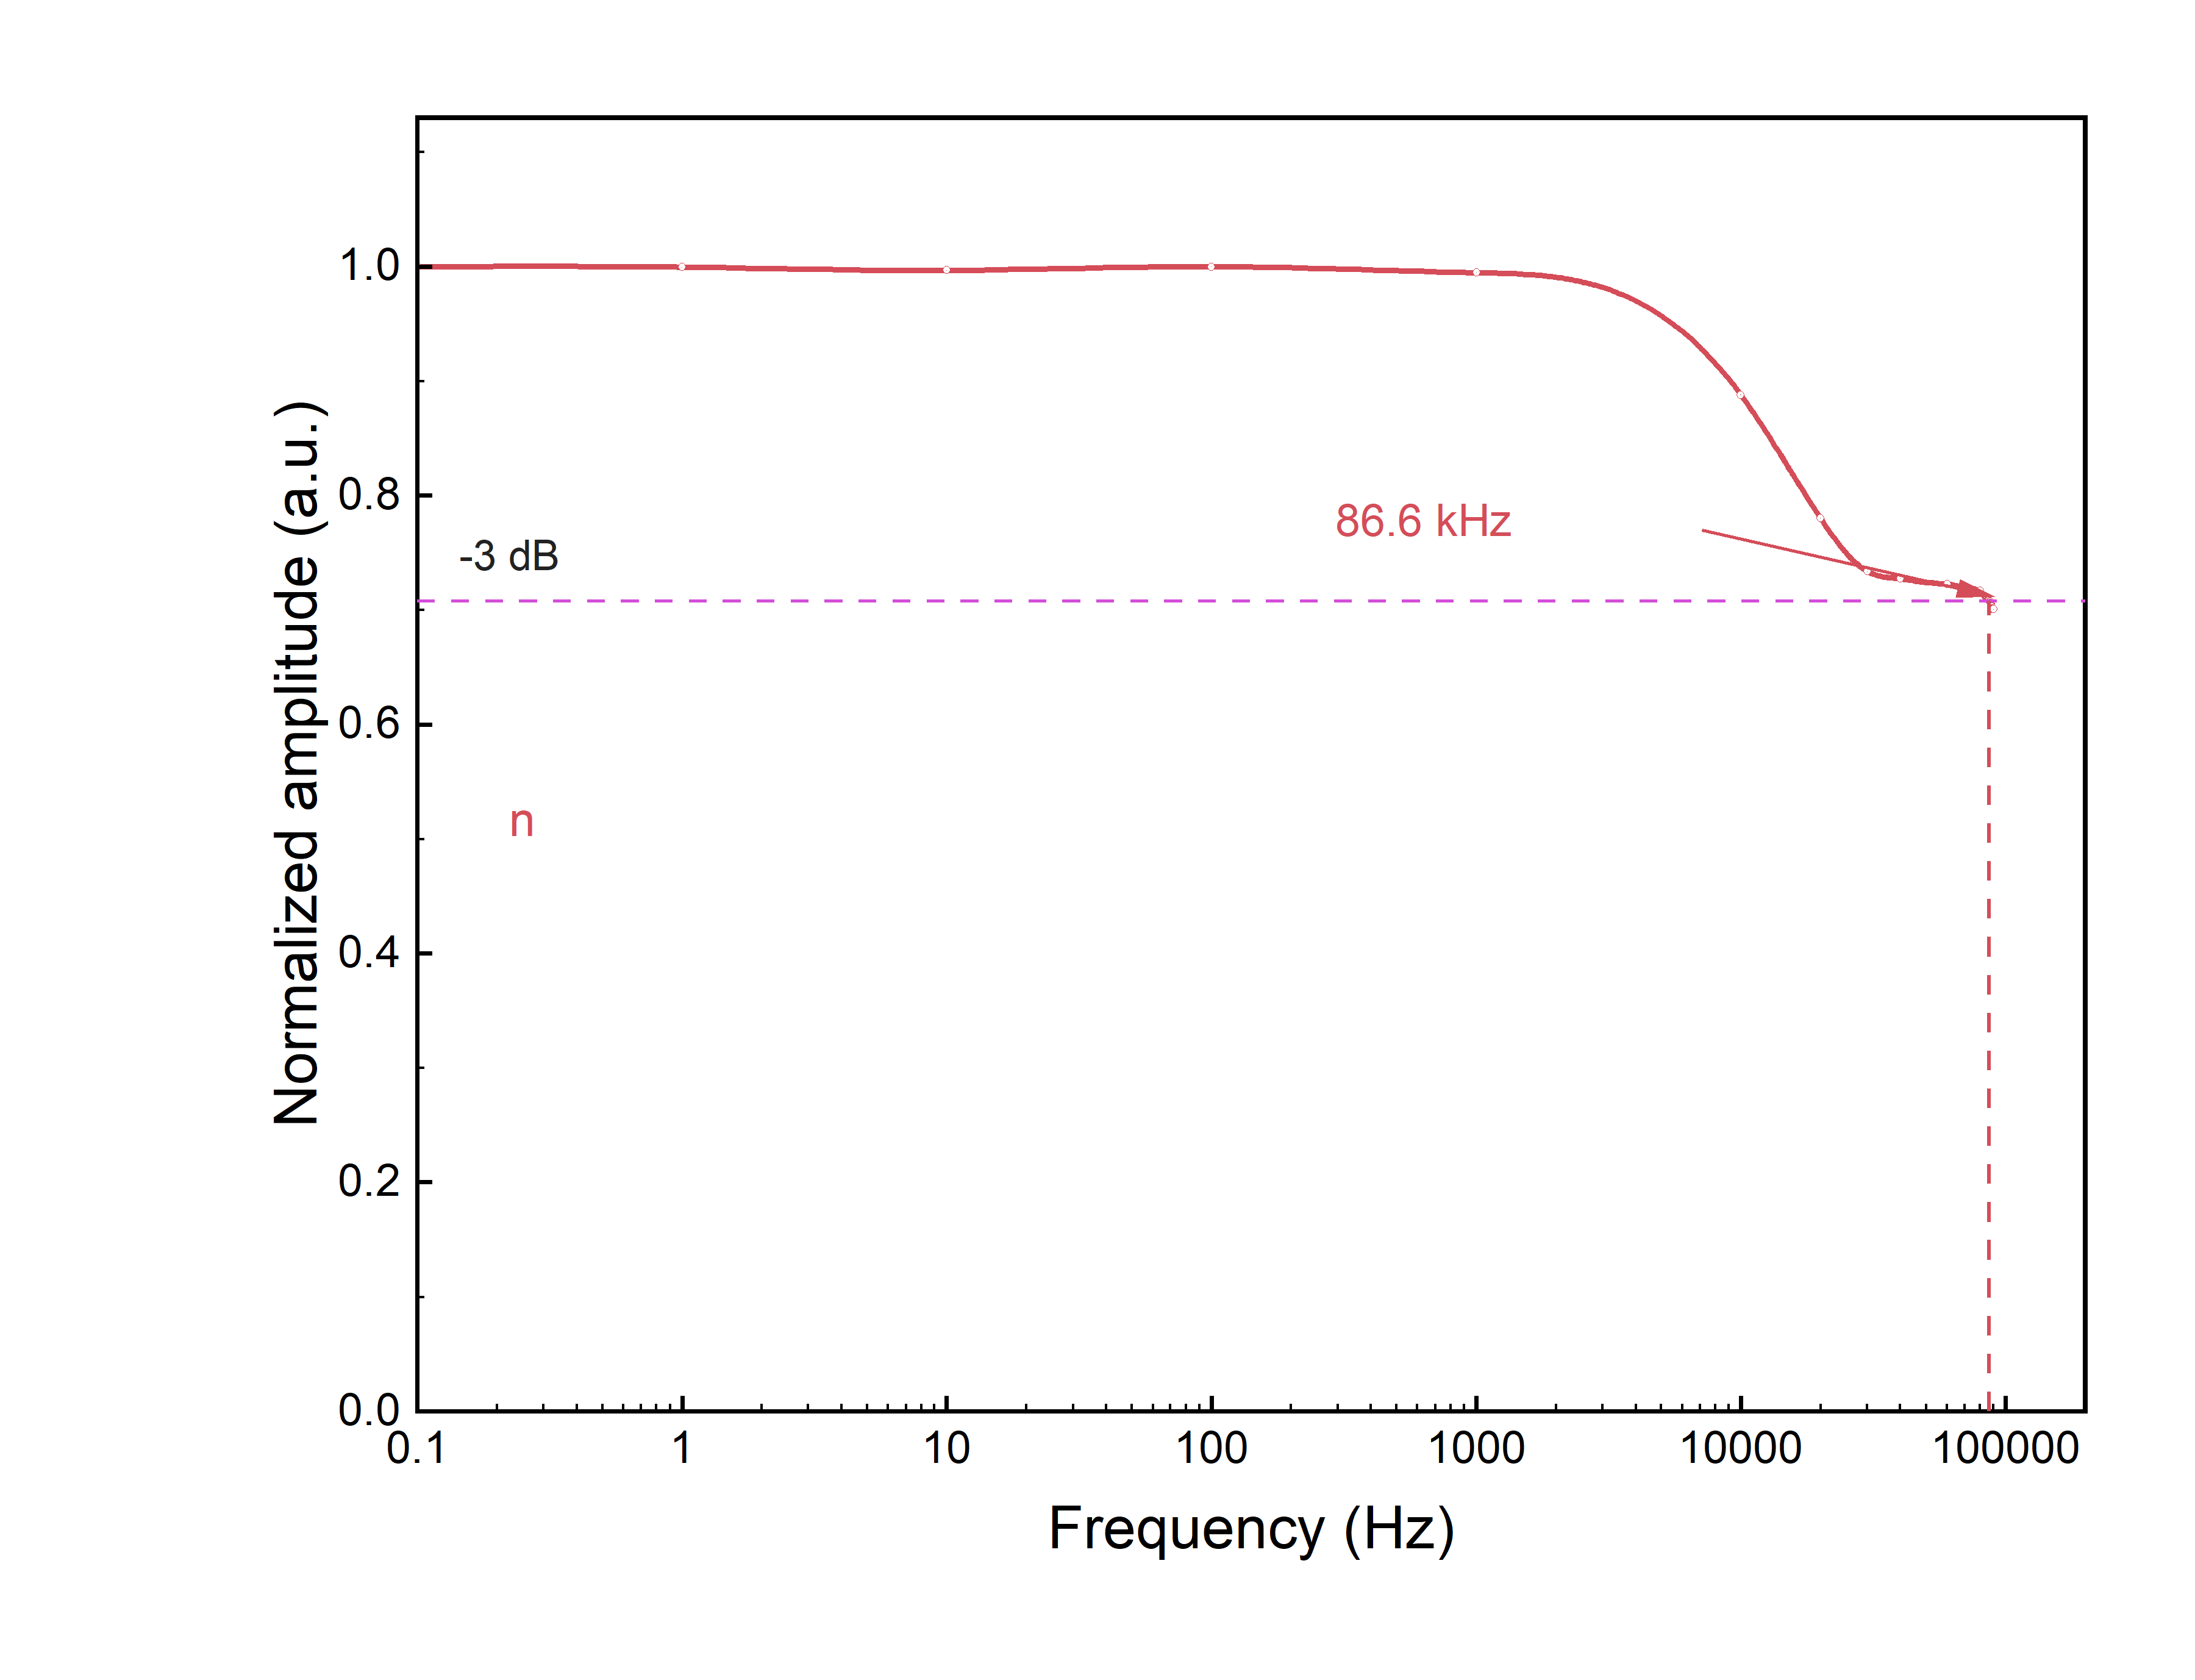 Normalized amplitude (a.u.)
1.0
0.8
0.6
0.4
0.2
0.0
-3 dB
86.6 kHz
n
0.1 1 10 100 1000 10000 100000
Frequency (Hz)